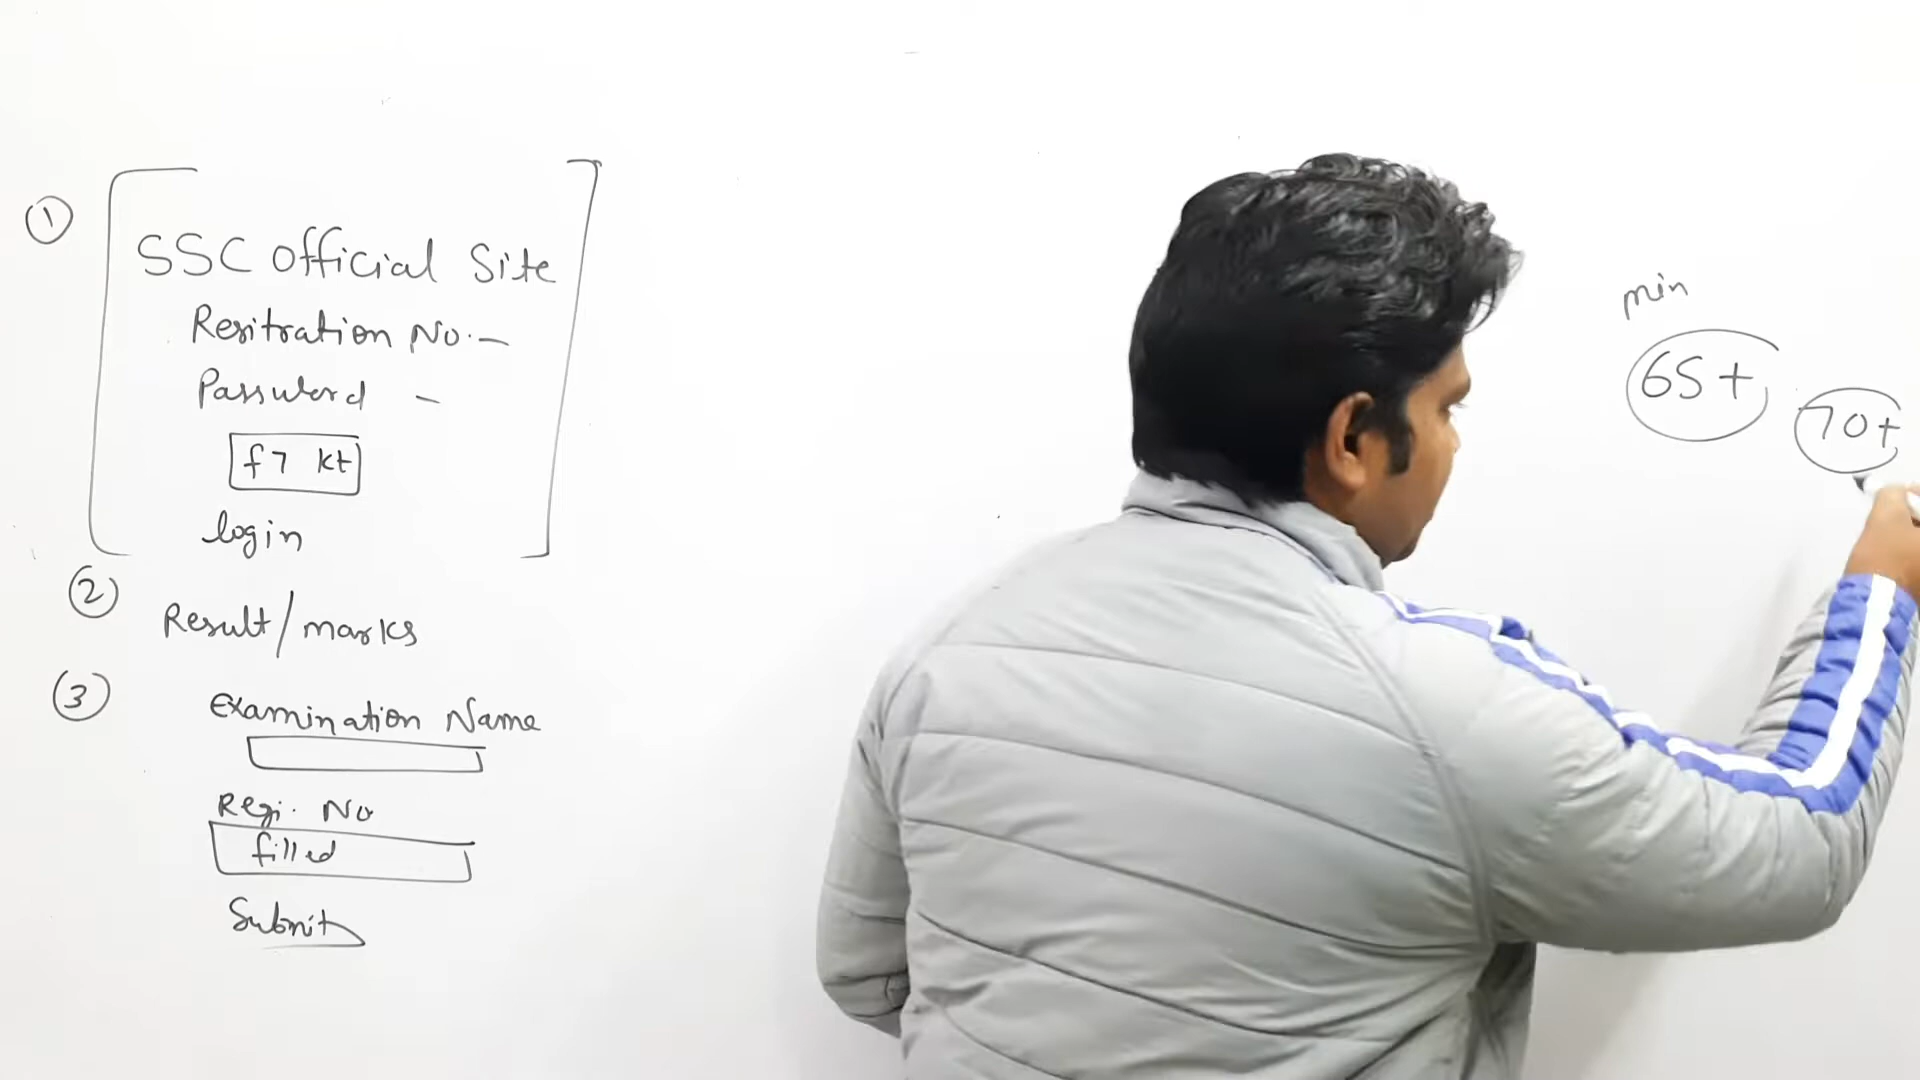 ①
SSC Official Site
Resitration No. —
Password —
f7 kt
login
② Result/marks
③ Examination Name
Regi. No
filled
Submit
min
65+
70+